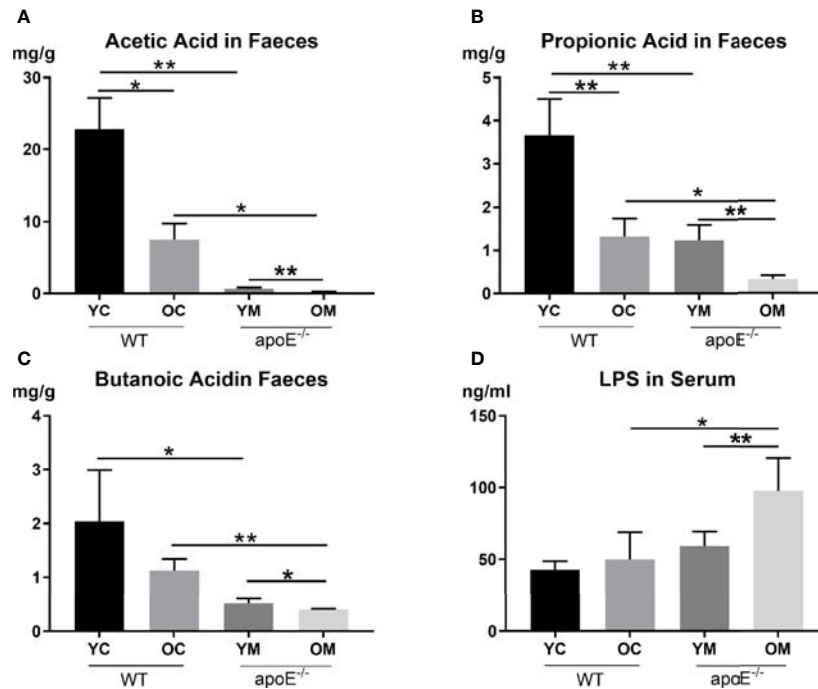 A
Acetic Acid in Faeces
mg/g
30
20
10
0
**
*
*
**
YC OC YM OM
WT apoE-/-
B
Propionic Acid in Faeces
mg/g
5
4
3
2
1
0
**
**
*
**
YC OC YM OM
WT apoE-/-
C
Butanoic Acidin Faeces
mg/g
4
3
2
1
0
*
**
*
YC OC YM OM
WT apoE-/-
D
LPS in Serum
ng/ml
150
100
50
0
*
**
YC OC YM OM
WT apoE-/-